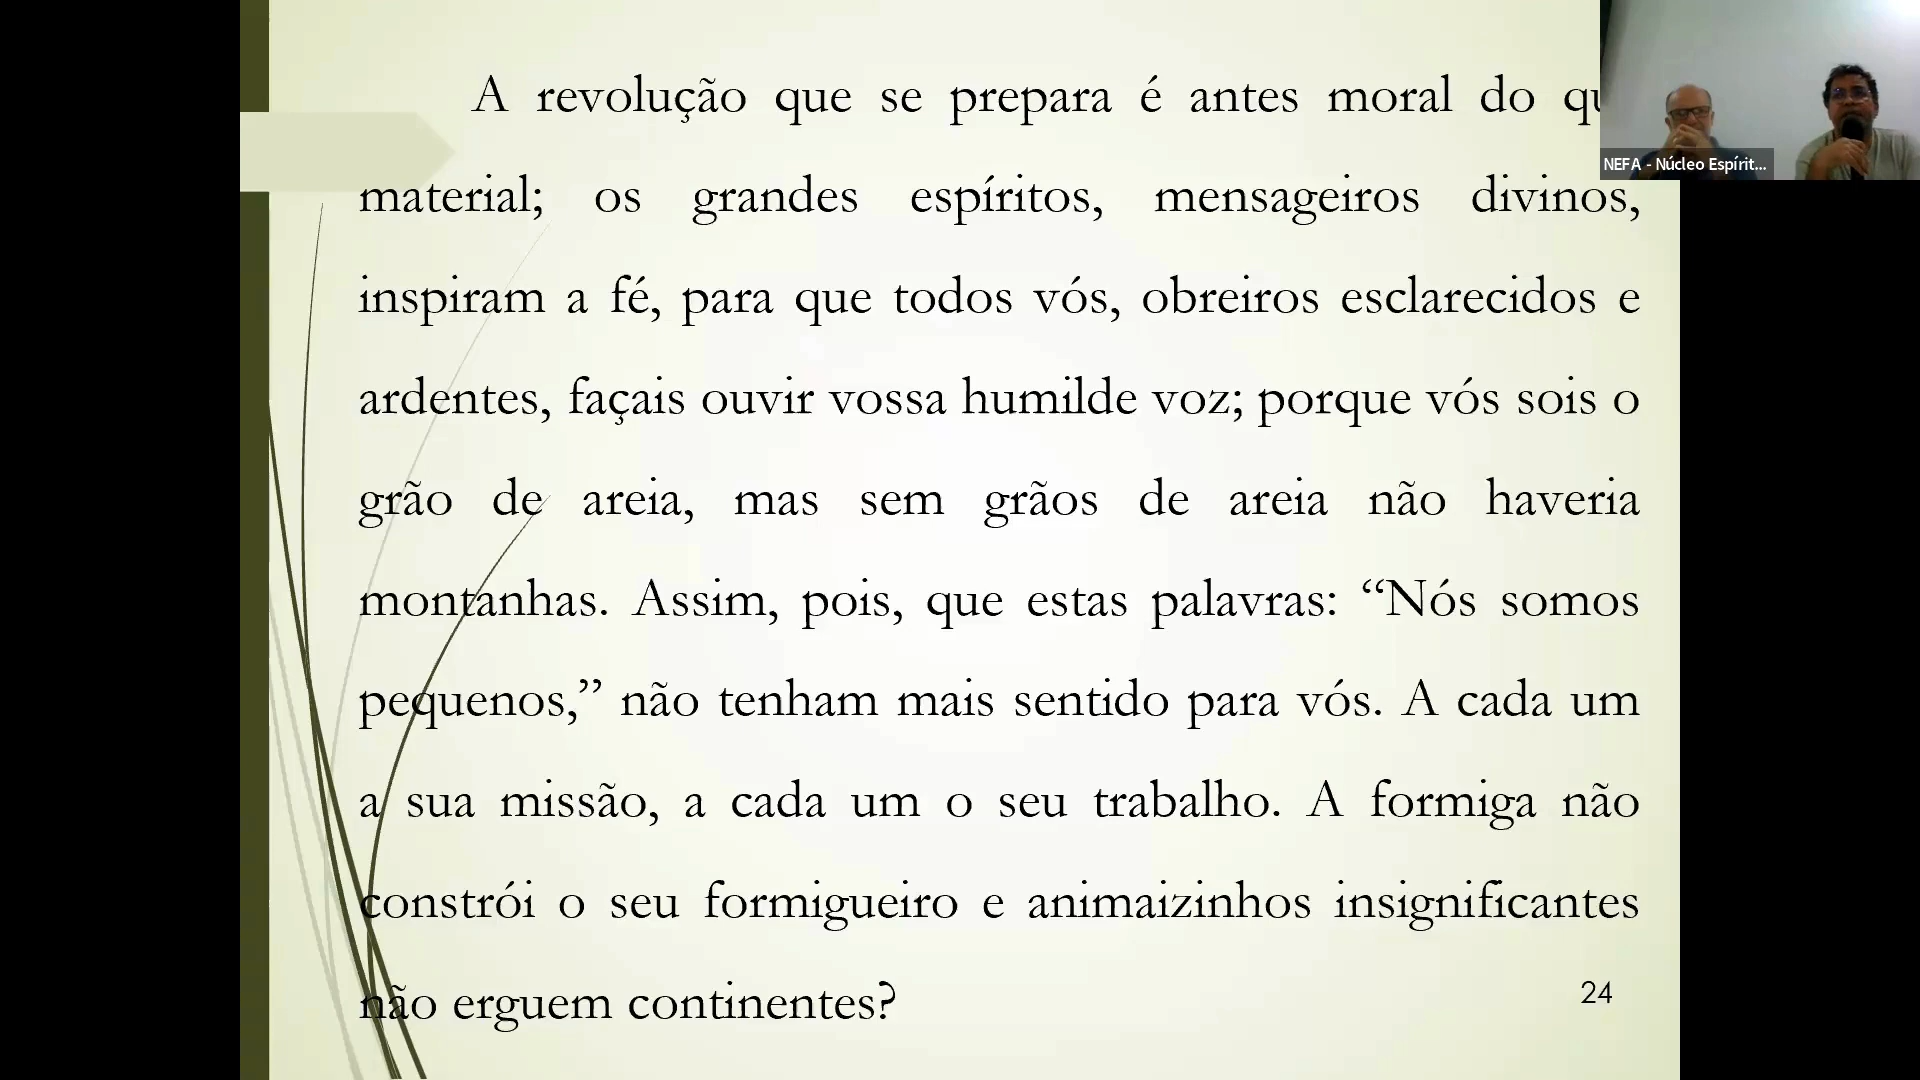 A revolução que se prepara é antes moral do
material; os grandes espíritos, mensageiros divinos,
inspiram a fé, para que todos vós, obreiros esclarecidos e
ardentes, façais ouvir vossa humilde voz; porque vós sois o
grão de areia, mas sem grãos de areia não haveria
montanhas. Assim, pois, que estas palavras: “Nós somos
pequenos,” não tenham mais sentido para vós. A cada um
a sua missão, a cada um o seu trabalho. A formiga não
constrói o seu formigueiro e animaizinhos insignificantes
não erguem continentes?
24
NEFA - Núcleo Espírit...